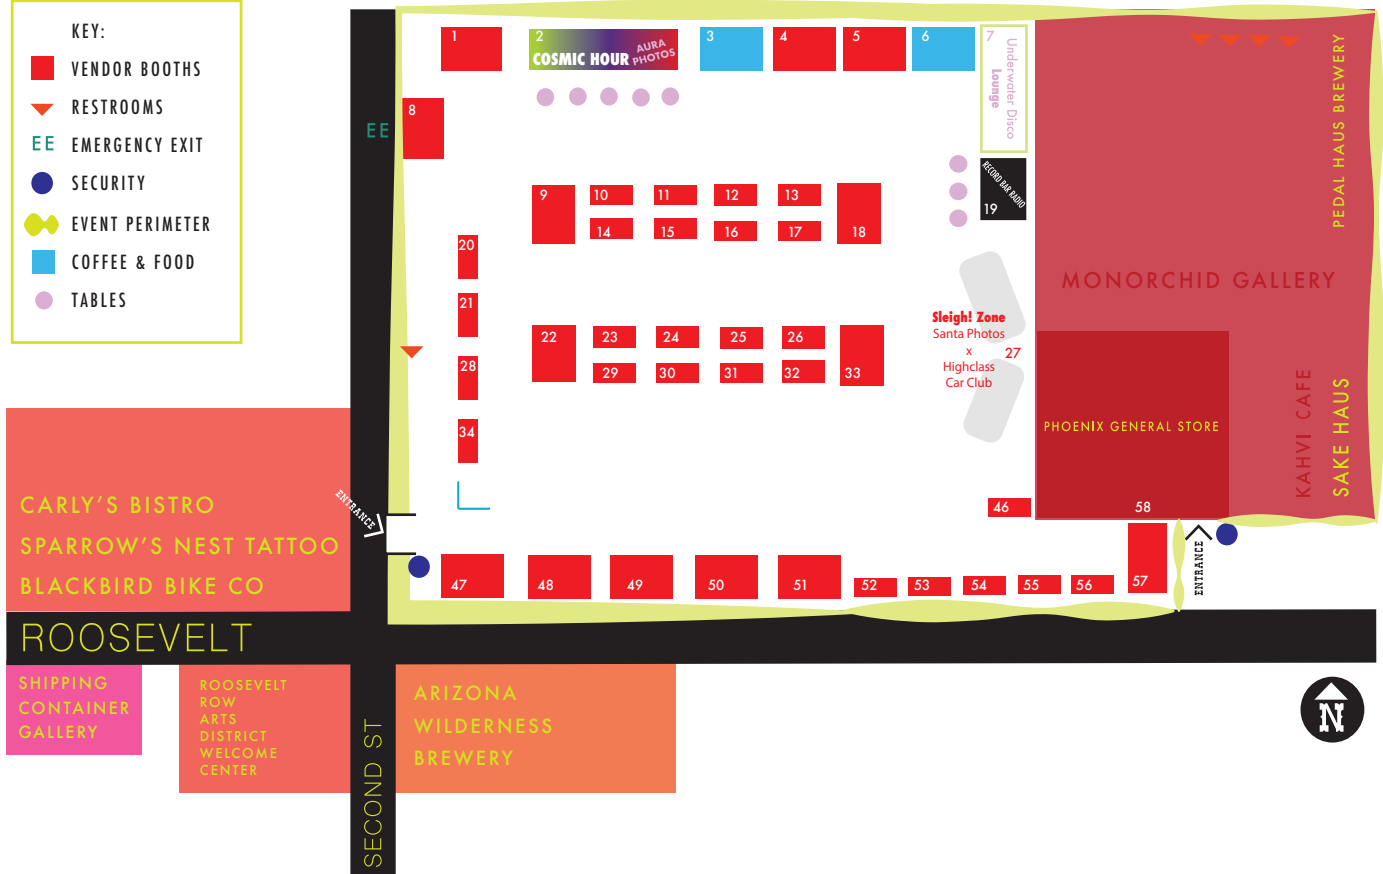 KEY:
VENDOR BOOTHS
RESTROOMS
EE EMERGENCY EXIT
SECURITY
EVENT PERIMETER
COFFEE & FOOD
TABLES
1
2
COSMIC HOUR
AURA
PHOTOS
3
4
5
6
7
Underwater Disco
Lounge
8
EE
9
10
11
12
13
14
15
16
17
18
RECORD BAR RADIO
19
20
21
22
23
24
25
26
Sleigh! Zone
Santa Photos
x
Highclass
Car Club
27
28
29
30
31
32
33
34
MONORCHID GALLERY
PEDAL HAUS BREWERY
PHOENIX GENERAL STORE
KAHVI CAFE
SAKE HAUS
46
58
ENTRANCE
47
48
49
50
51
52
53
54
55
56
57
ENTRANCE
CARLY'S BISTRO
SPARROW'S NEST TATTOO
BLACKBIRD BIKE CO
ROOSEVELT
SHIPPING
CONTAINER
GALLERY
ROOSEVELT
ROW
ARTS
DISTRICT
WELCOME
CENTER
SECOND ST
ARIZONA
WILDERNESS
BREWERY
N